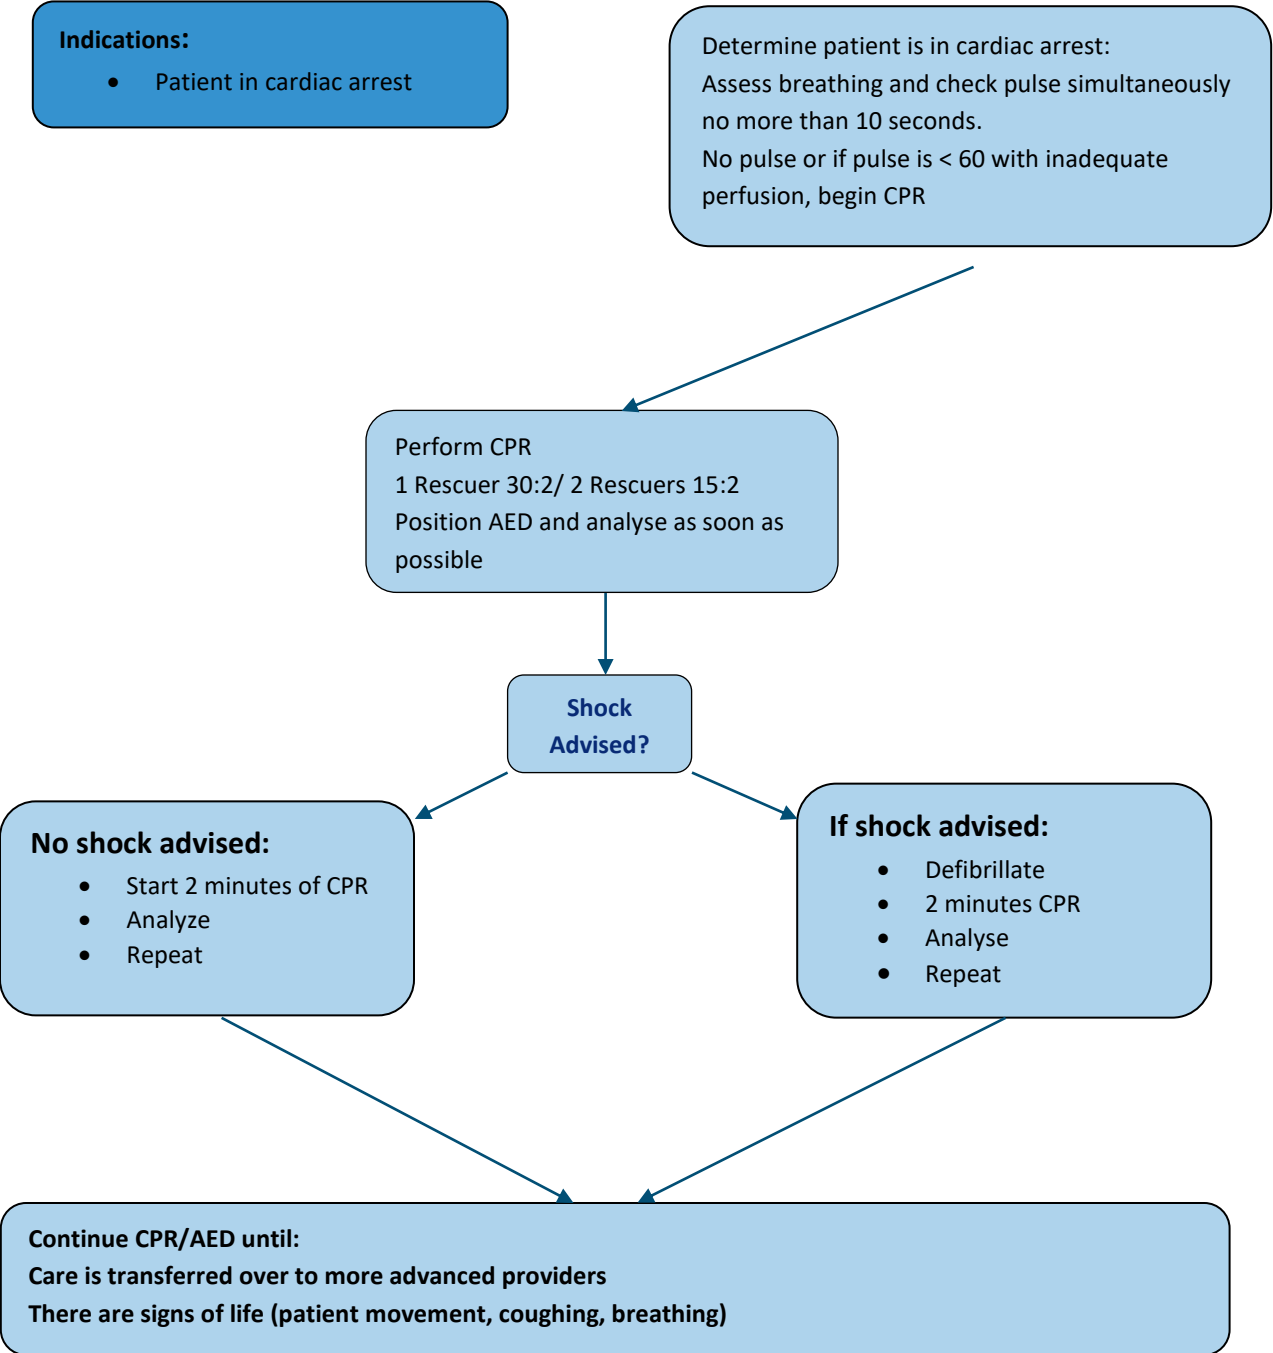 Indications:
• Patient in cardiac arrest
Determine patient is in cardiac arrest:
Assess breathing and check pulse simultaneously
no more than 10 seconds.
No pulse or if pulse is < 60 with inadequate
perfusion, begin CPR
Perform CPR
1 Rescuer 30:2/ 2 Rescuers 15:2
Position AED and analyse as soon as
possible
Shock
Advised?
No shock advised:
• Start 2 minutes of CPR
• Analyze
• Repeat
If shock advised:
• Defibrillate
• 2 minutes CPR
• Analyse
• Repeat
Continue CPR/AED until:
Care is transferred over to more advanced providers
There are signs of life (patient movement, coughing, breathing)